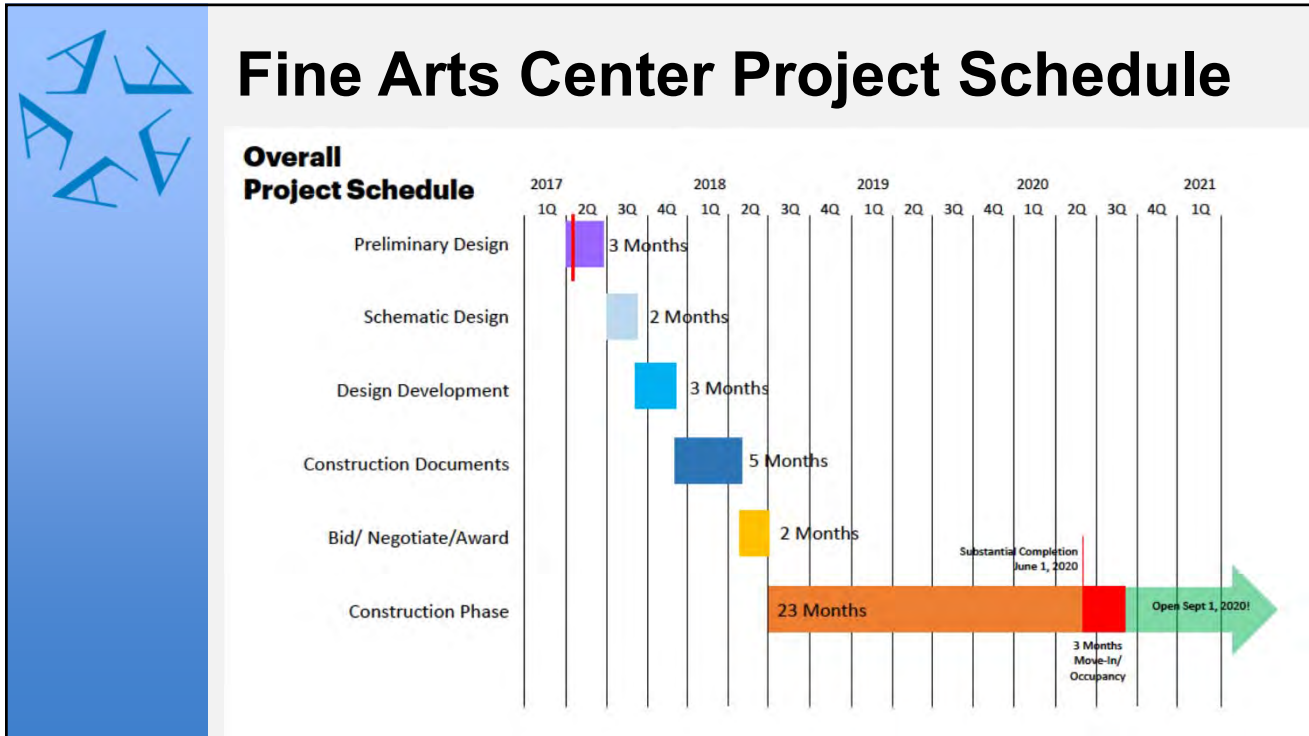 Fine Arts Center Project Schedule
Overall
Project Schedule
2017 2018 2019 2020 2021
1Q 2Q 3Q 4Q 1Q 2Q 3Q 4Q 1Q 2Q 3Q 4Q 1Q 2Q 3Q 4Q 1Q
Preliminary Design 3 Months
Schematic Design 2 Months
Design Development 3 Months
Construction Documents 5 Months
Bid/ Negotiate/Award 2 Months
Substantial Completion
June 1, 2020
Construction Phase 23 Months Open Sept 1, 2020!
3 Months
Move-In/
Occupancy